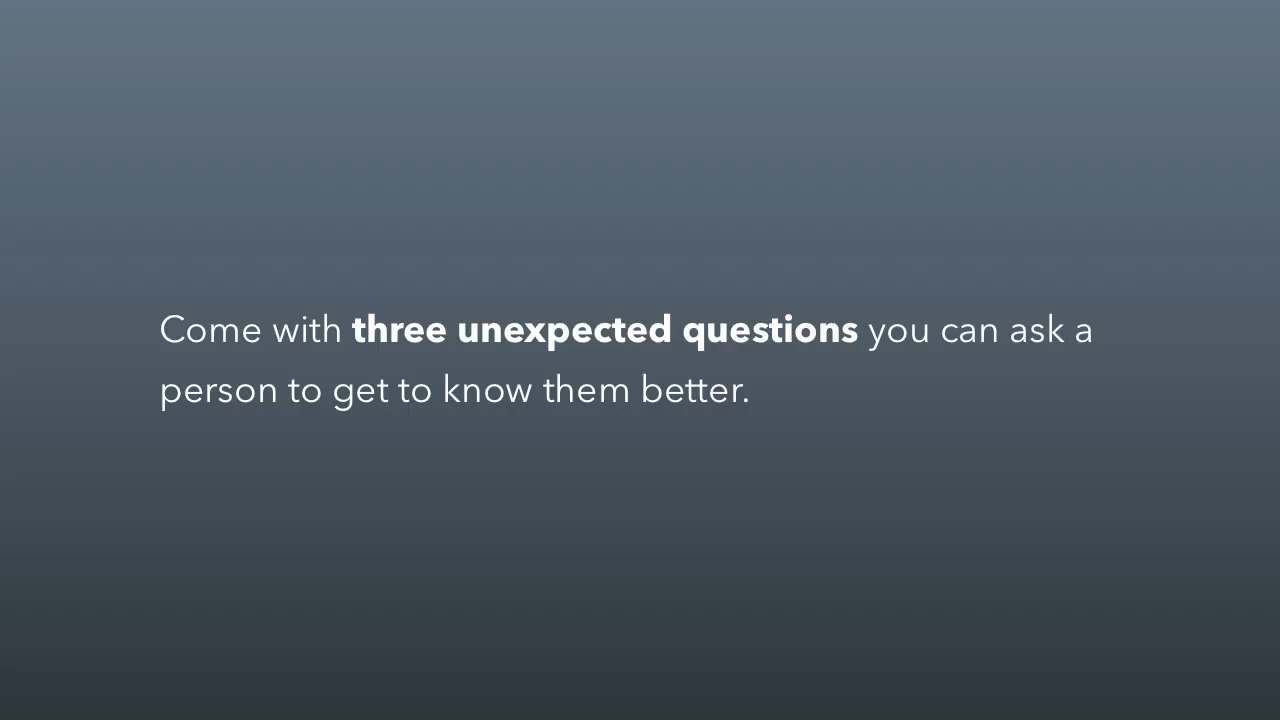 Come with three unexpected questions you can ask a
person to get to know them better.